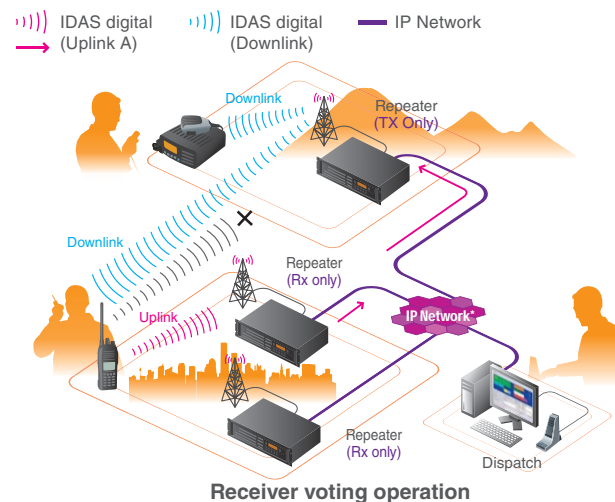 IDAS digital
(Uplink A)
IDAS digital
(Downlink)
IP Network
Downlink
Repeater
(TX Only)
Downlink
Repeater
(Rx only)
Uplink
IP Network*
Repeater
(Rx only)
Dispatch
Receiver voting operation